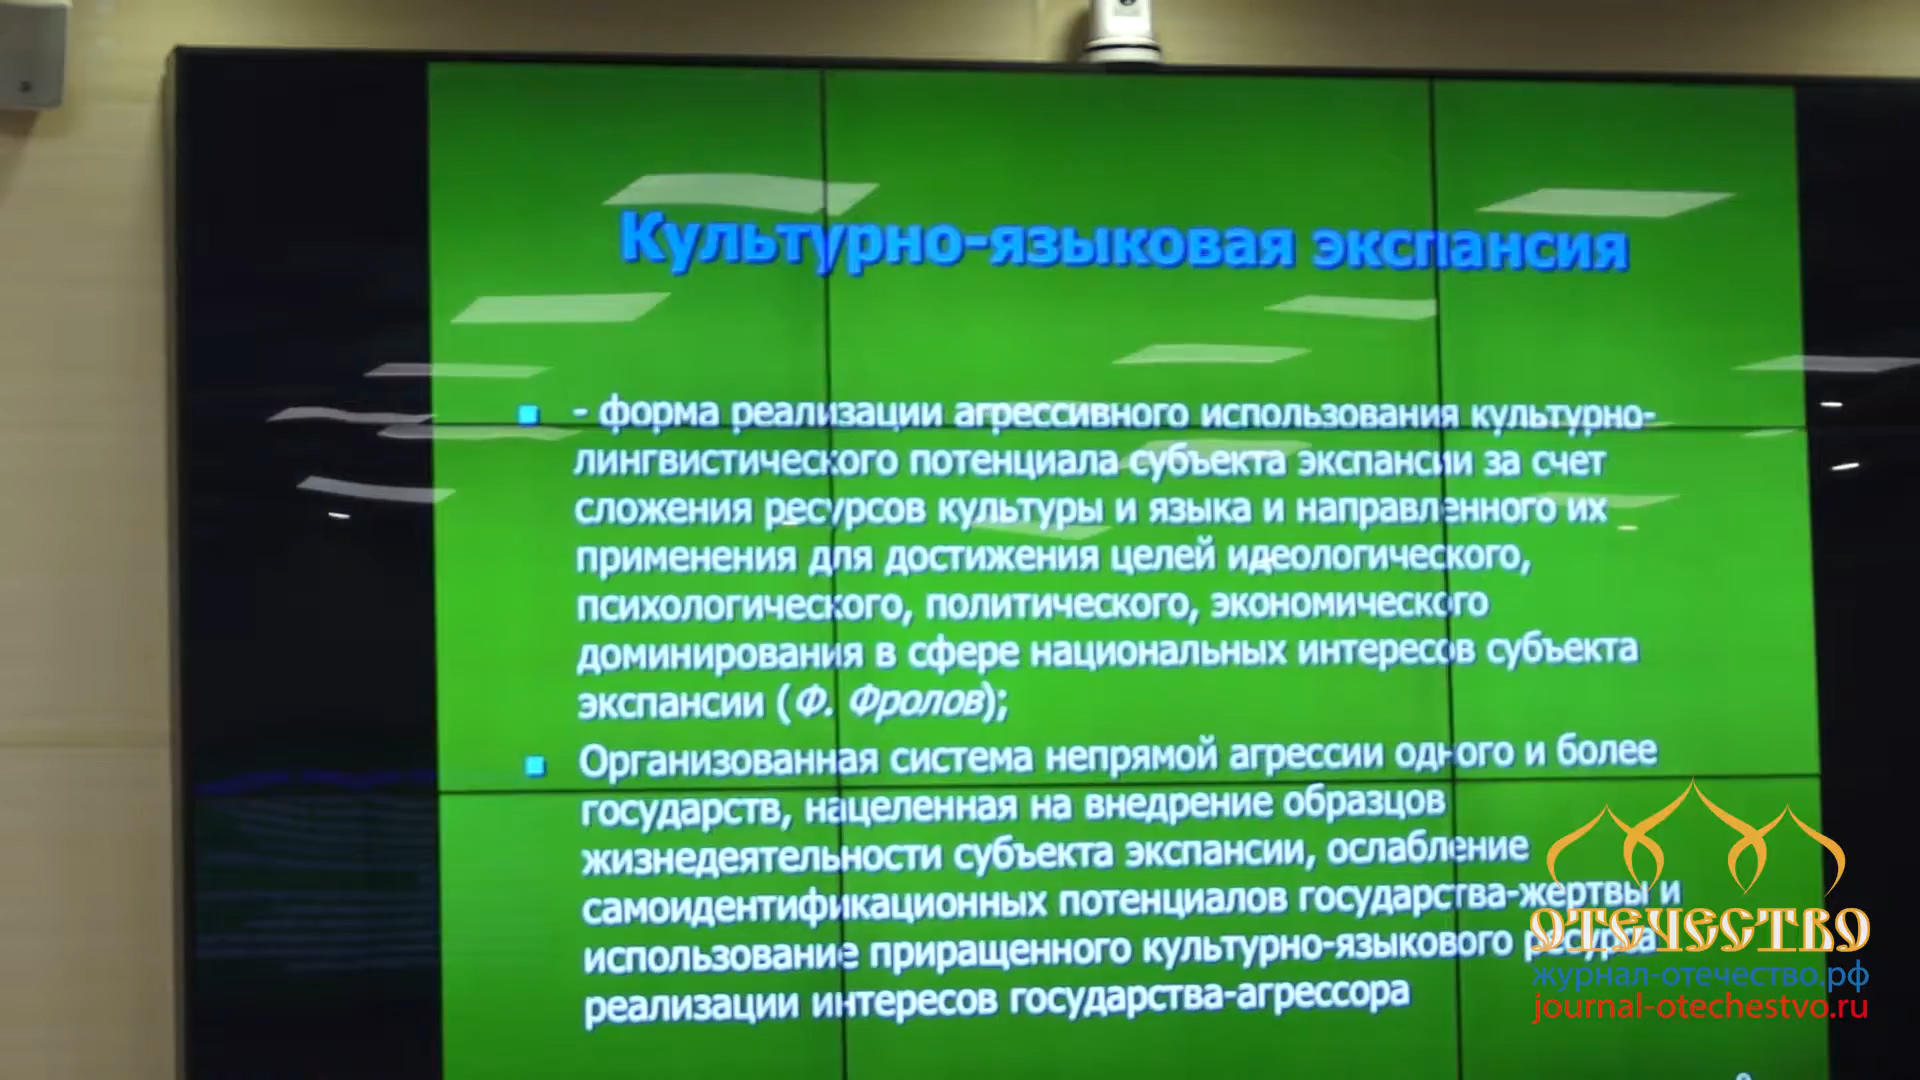 Культурно-языковая экспансия
- форма реализации агрессивного использования культурно-
лингвистического потенциала субъекта экспансии за счет
сложения ресурсов культуры и языка и направленного их
применения для достижения целей идеологического,
психологического, политического, экономического
доминирования в сфере национальных интересов субъекта
экспансии (Ф. Фролов);
Организованная система непрямой агрессии одного и более
государств, нацеленная на внедрение образцов
жизнедеятельности субъекта экспансии, ослабление
самоидентификационных потенциалов государства-жертвы и
использование приращенного культурно-языкового ресурса
реализации интересов государства-агрессора
ОТЕЧЕСТВО
журнал-отечество.рф
journal-otechestvo.ru